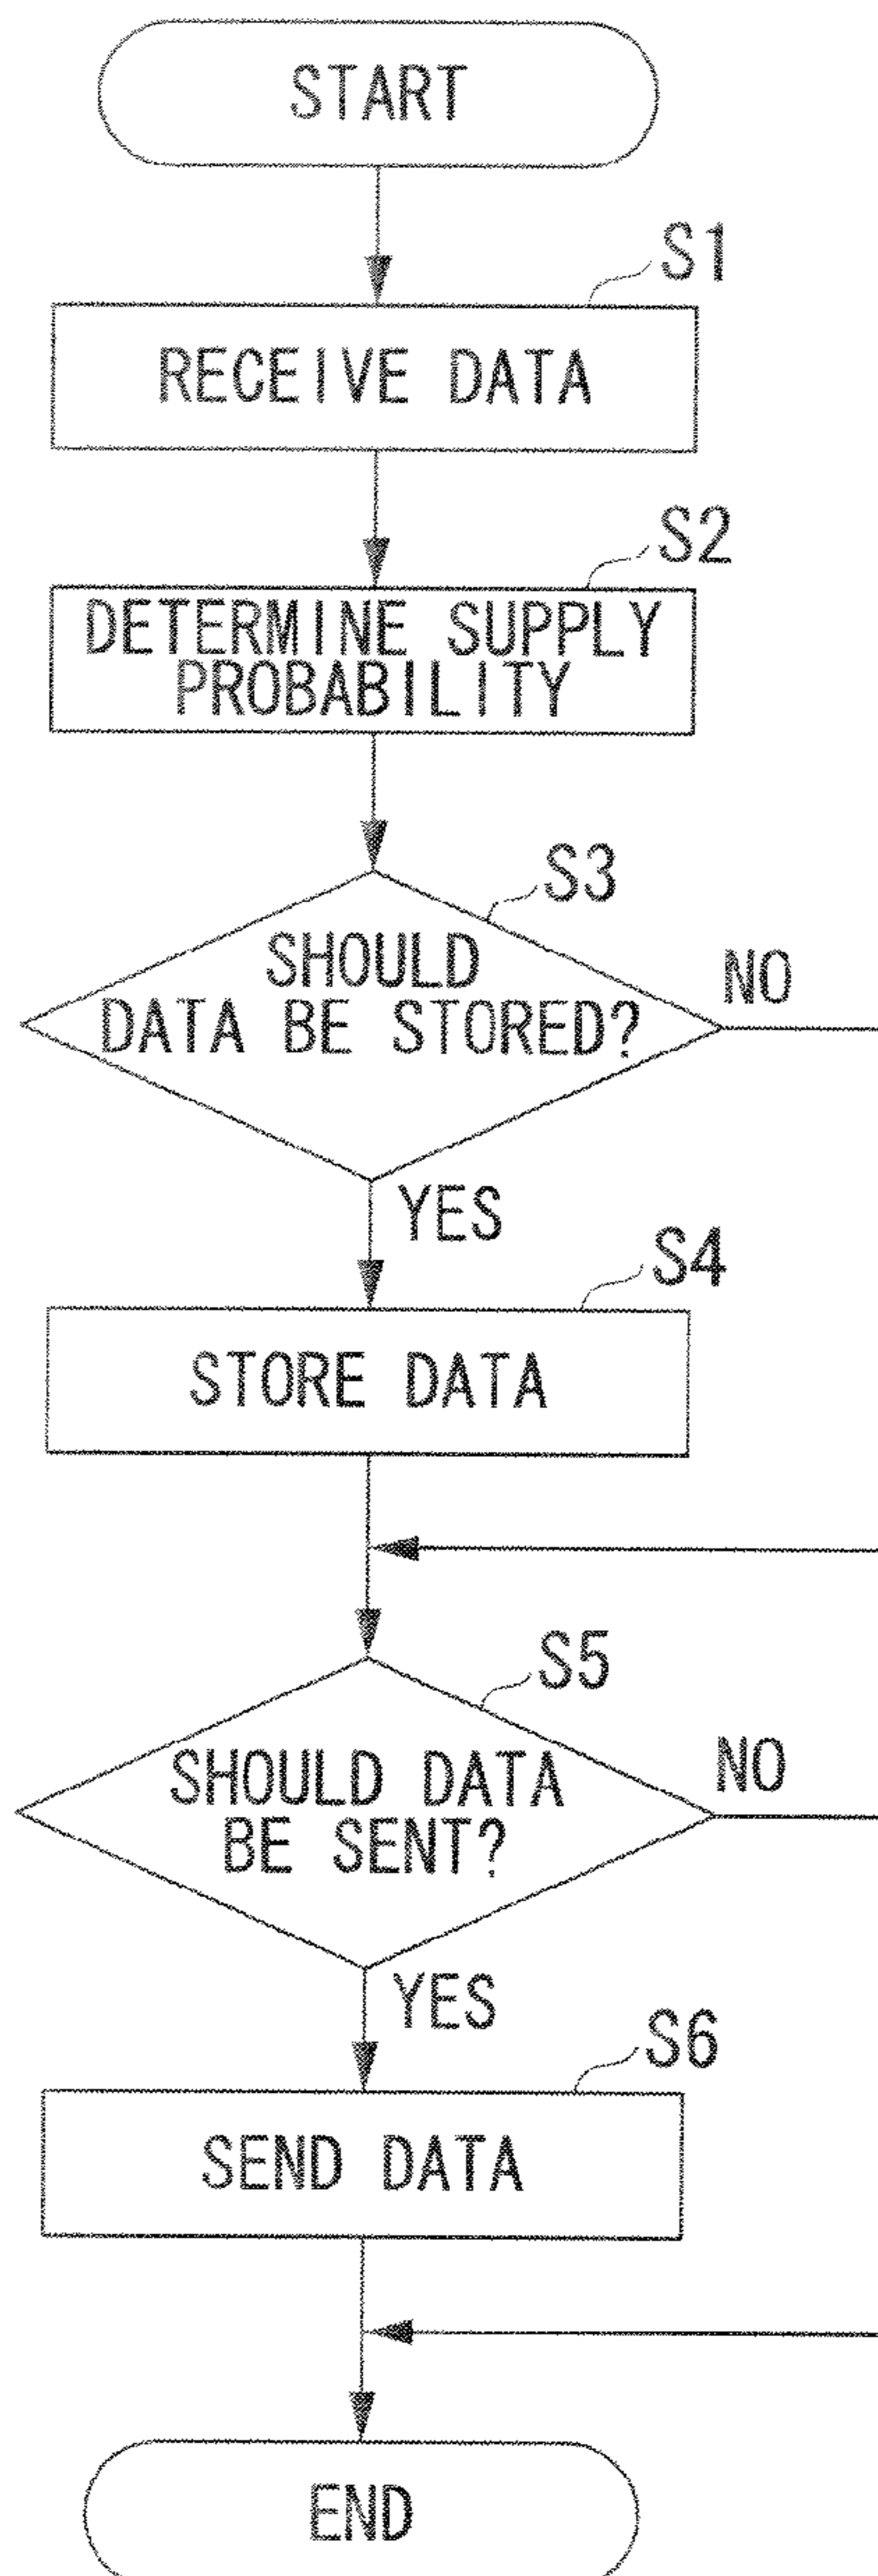 START
S1
RECEIVE DATA
S2
DETERMINE SUPPLY
PROBABILITY
S3
SHOULD
DATA BE STORED?
NO
YES
S4
STORE DATA
S5
SHOULD DATA
BE SENT?
NO
YES
S6
SEND DATA
END